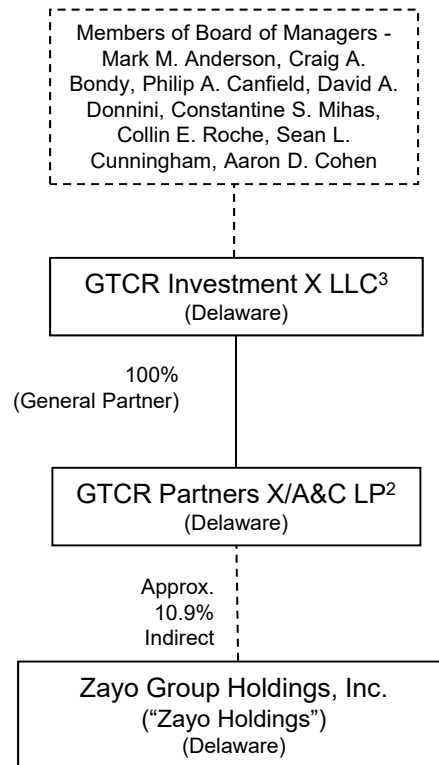 Members of Board of Managers -
Mark M. Anderson, Craig A.
Bondy, Philip A. Canfield, David A.
Donnini, Constantine S. Mihas,
Collin E. Roche, Sean L.
Cunningham, Aaron D. Cohen
GTCR Investment X LLC³
(Delaware)
100%
(General Partner)
GTCR Partners X/A&C LP²
(Delaware)
Approx.
10.9%
Indirect
Zayo Group Holdings, Inc.
(“Zayo Holdings”)
(Delaware)